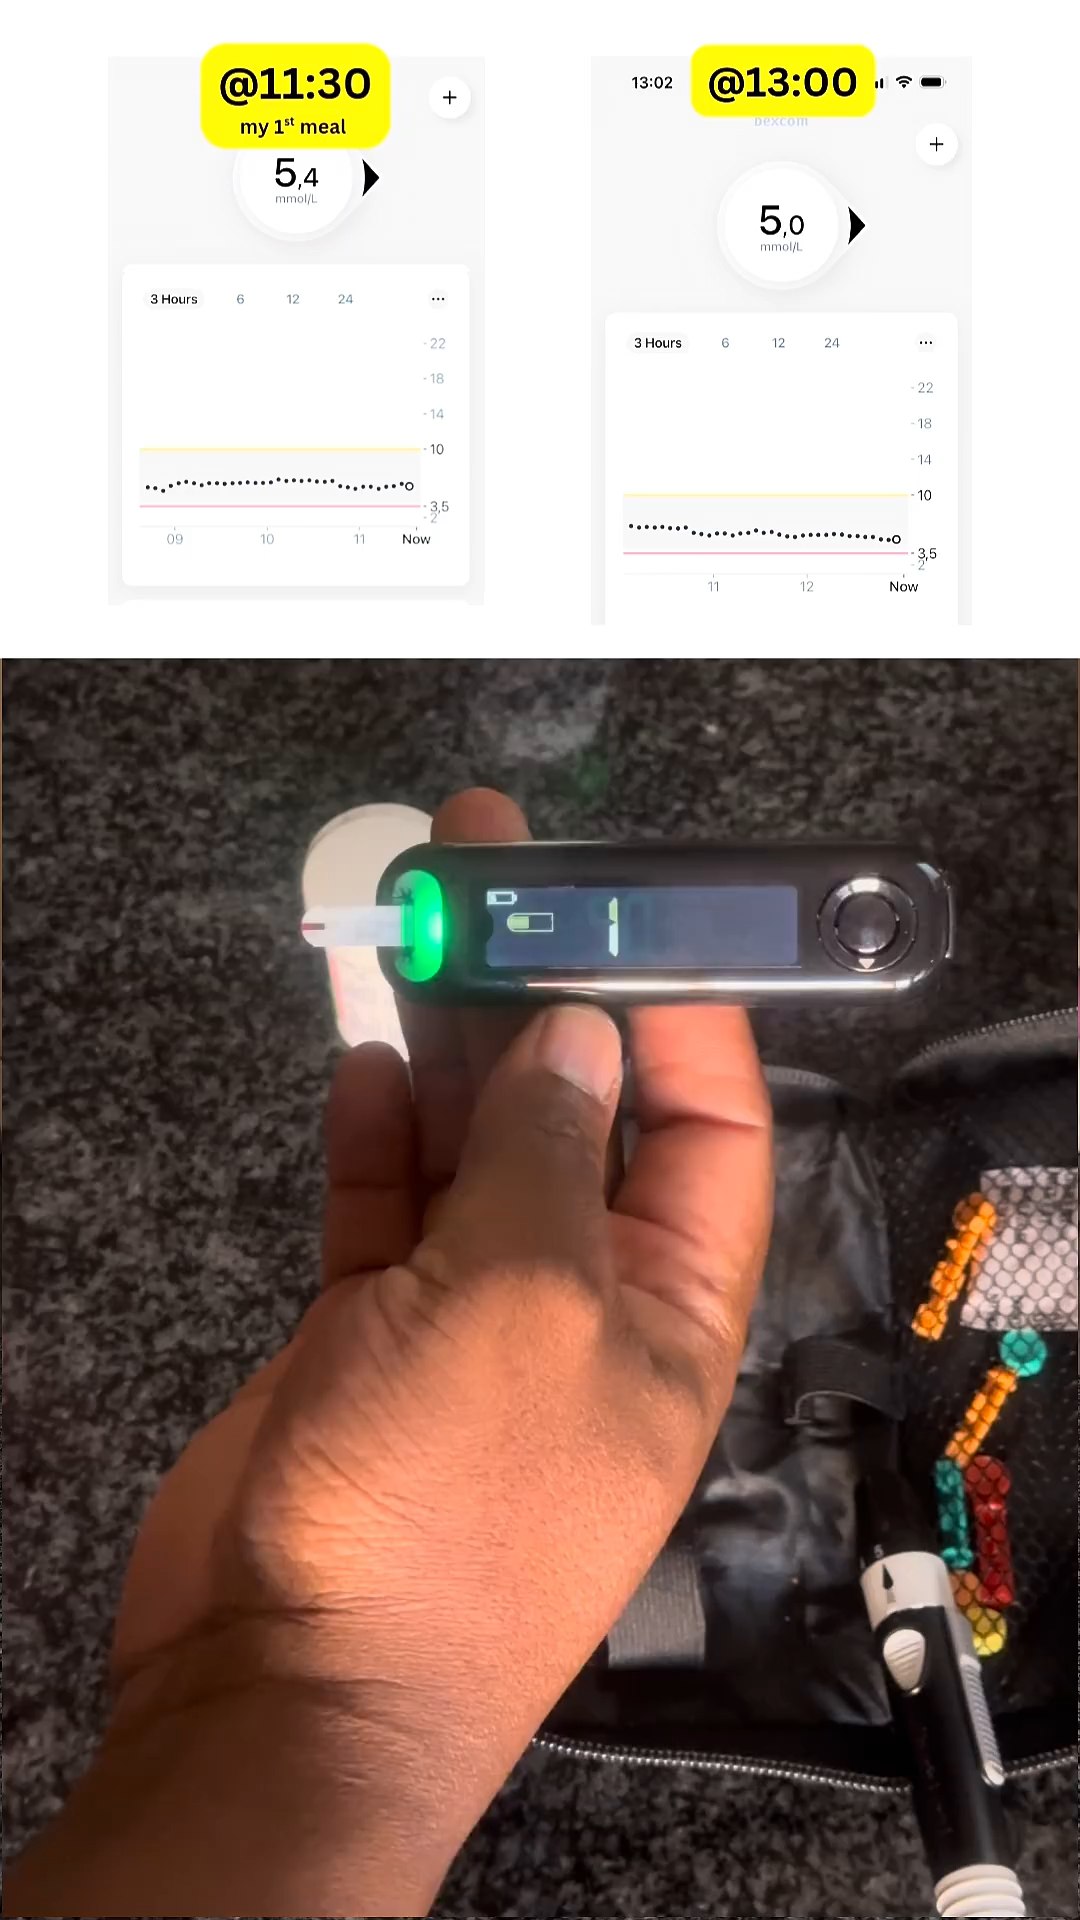 @11:30
my 1st meal
+
5,4
mmol/L
3 Hours 6 12 24 ...
22
18
14
10
3,5
2
09 10 11 Now
13:02
@13:00
Dexcom
+
5,0
mmol/L
3 Hours 6 12 24 ...
22
18
14
10
3,5
2
11 12 Now
5